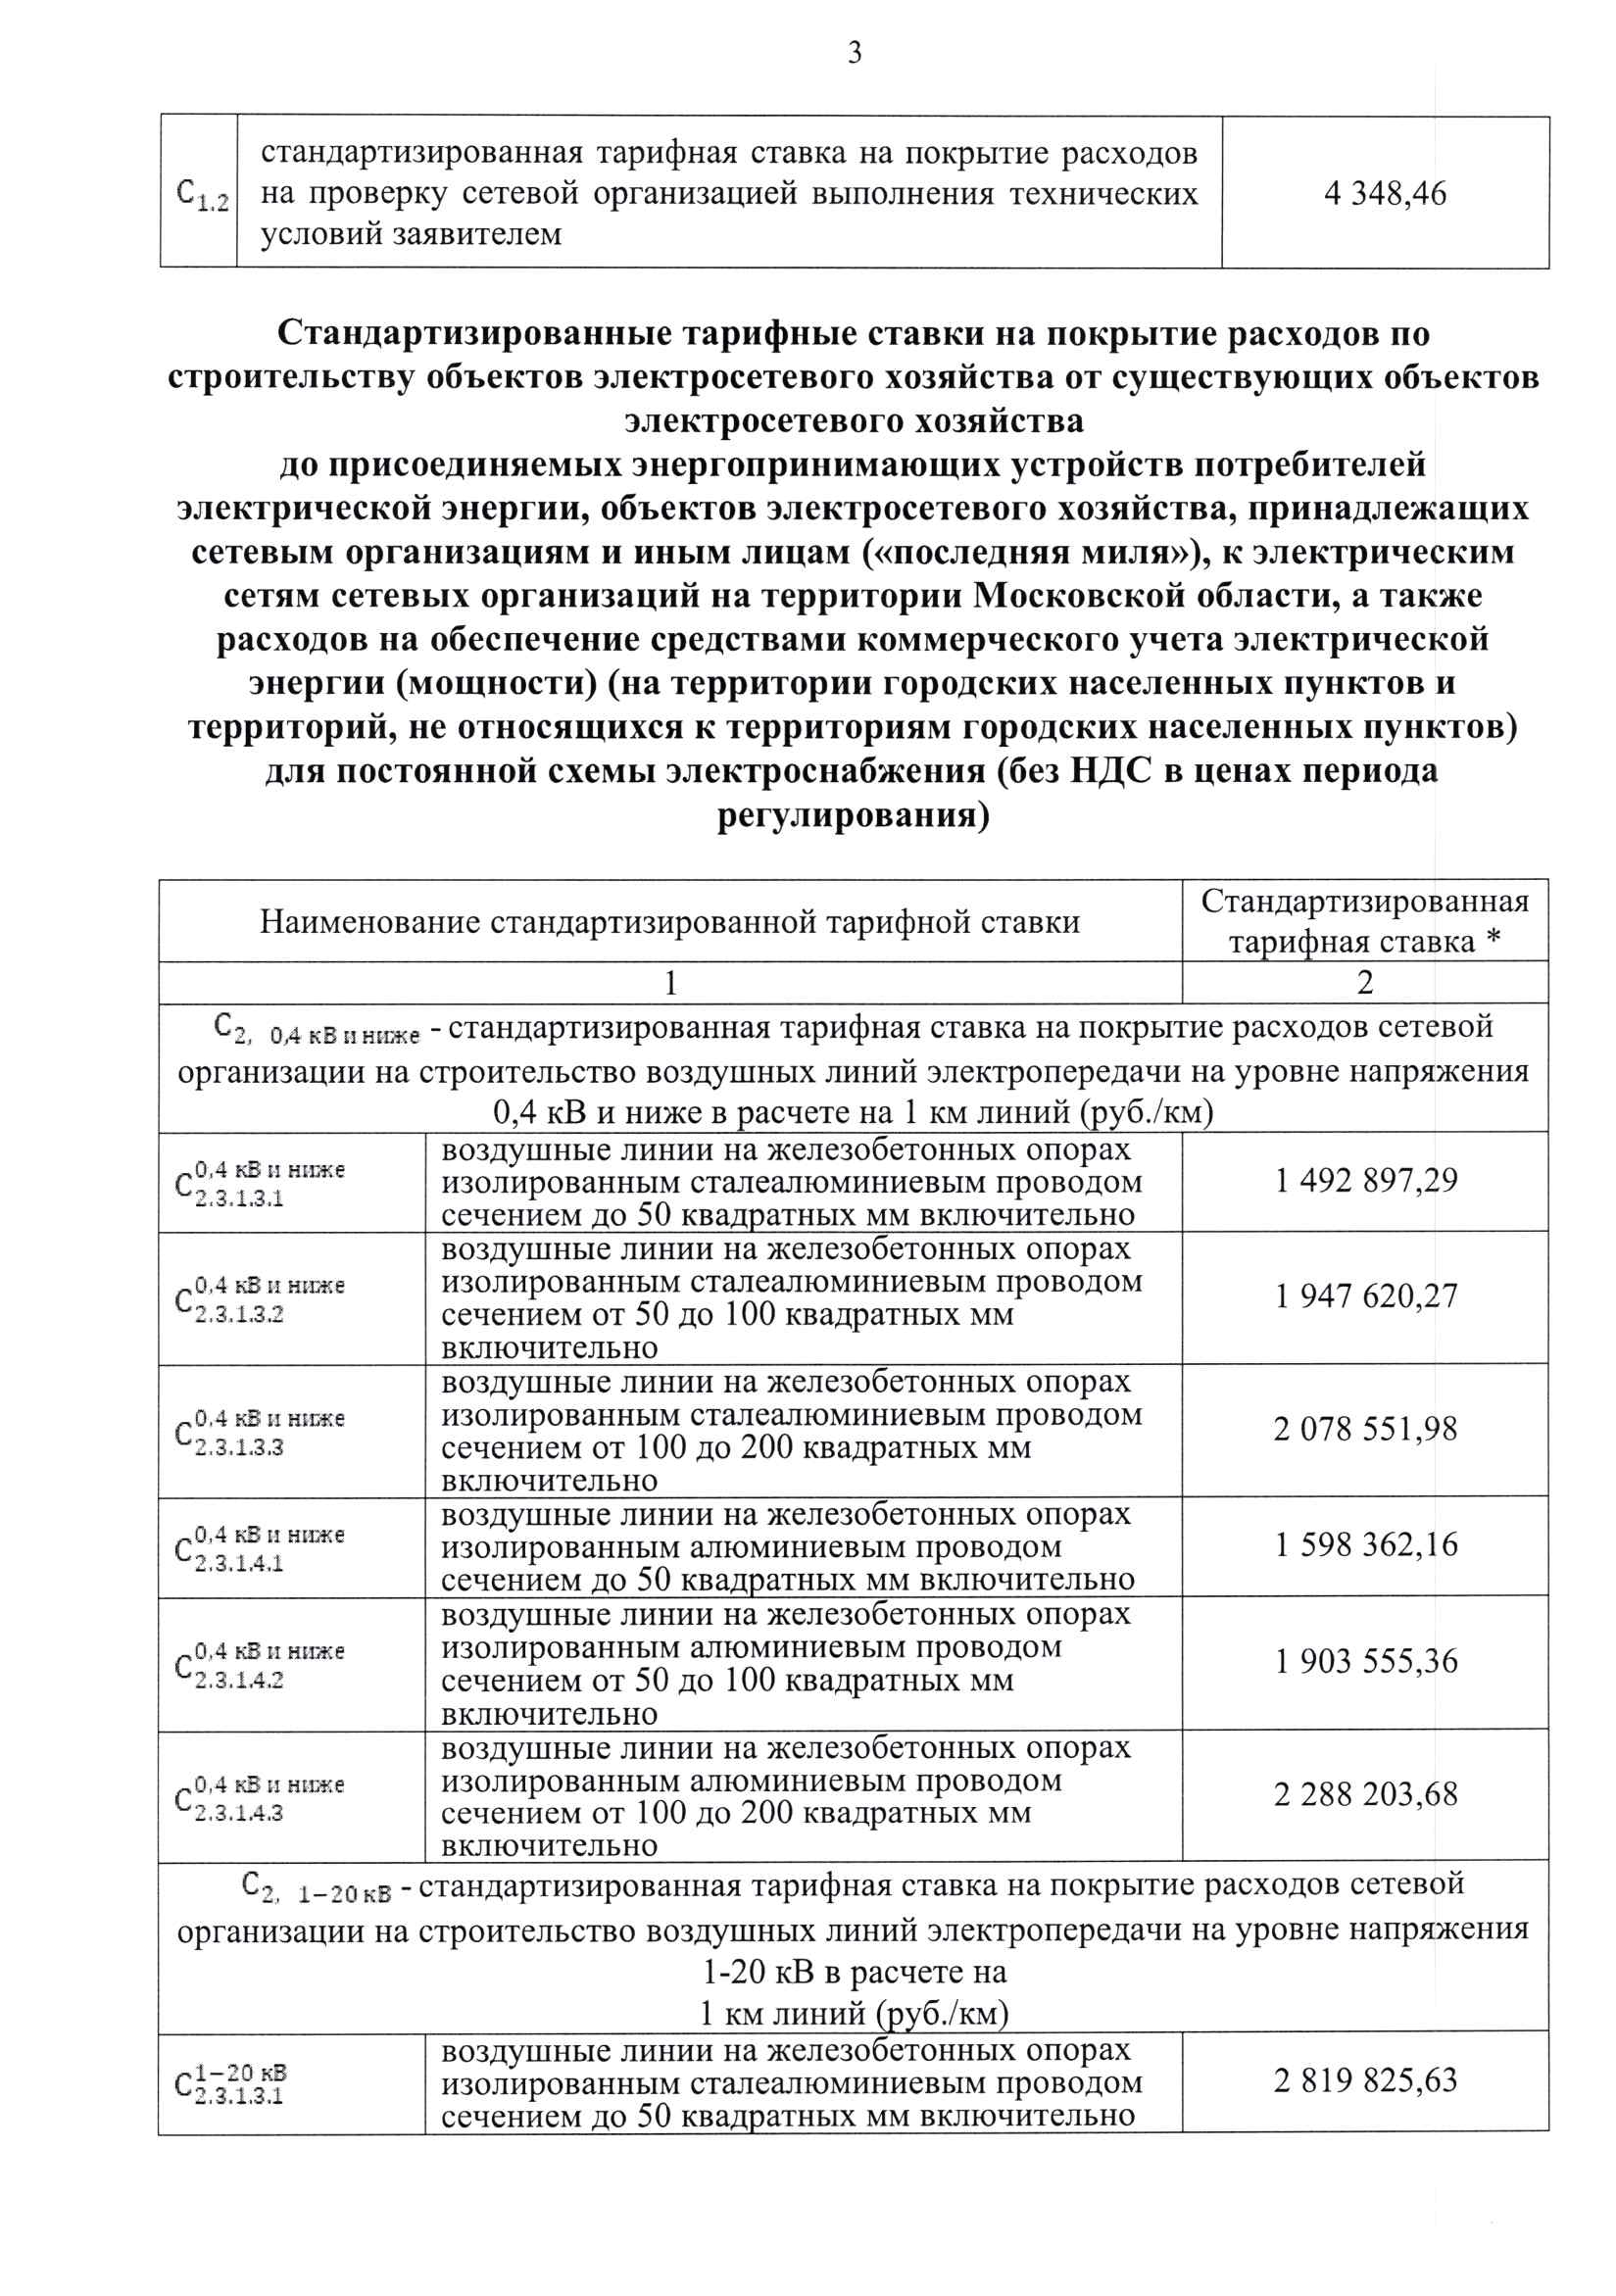 3
стандартизированная тарифная ставка на покрытие расходов
C1.2 на проверку сетевой организацией выполнения технических 4 348,46
условий заявителем
Стандартизированные тарифные ставки на покрытие расходов по
строительству объектов электросетевого хозяйства от существующих объектов
электросетевого хозяйства
до присоединяемых энергопринимающих устройств потребителей
электрической энергии, объектов электросетевого хозяйства, принадлежащих
сетевым организациям и иным лицам («последняя миля»), к электрическим
сетям сетевых организаций на территории Московской области, а также
расходов на обеспечение средствами коммерческого учета электрической
энергии (мощности) (на территории городских населенных пунктов и
территорий, не относящихся к территориям городских населенных пунктов)
для постоянной схемы электроснабжения (без НДС в ценах периода
регулирования)
Наименование стандартизированной тарифной ставки
Стандартизированная
тарифная ставка *
1 2
C2, 0,4 кВ и ниже - стандартизированная тарифная ставка на покрытие расходов сетевой
организации на строительство воздушных линий электропередачи на уровне напряжения
0,4 кВ и ниже в расчете на 1 км линий (руб./км)
C 0,4 кВ и ниже
2.3.1.3.1
воздушные линии на железобетонных опорах
изолированным сталеалюминиевым проводом
сечением до 50 квадратных мм включительно
1 492 897,29
C 0,4 кВ и ниже
2.3.1.3.2
воздушные линии на железобетонных опорах
изолированным сталеалюминиевым проводом
сечением от 50 до 100 квадратных мм
включительно
1 947 620,27
C 0,4 кВ и ниже
2.3.1.3.3
воздушные линии на железобетонных опорах
изолированным сталеалюминиевым проводом
сечением от 100 до 200 квадратных мм
включительно
2 078 551,98
C 0,4 кВ и ниже
2.3.1.4.1
воздушные линии на железобетонных опорах
изолированным алюминиевым проводом
сечением до 50 квадратных мм включительно
1 598 362,16
C 0,4 кВ и ниже
2.3.1.4.2
воздушные линии на железобетонных опорах
изолированным алюминиевым проводом
сечением от 50 до 100 квадратных мм
включительно
1 903 555,36
C 0,4 кВ и ниже
2.3.1.4.3
воздушные линии на железобетонных опорах
изолированным алюминиевым проводом
сечением от 100 до 200 квадратных мм
включительно
2 288 203,68
C2, 1–20 кВ - стандартизированная тарифная ставка на покрытие расходов сетевой
организации на строительство воздушных линий электропередачи на уровне напряжения
1-20 кВ в расчете на
1 км линий (руб./км)
C 1–20 кВ
2.3.1.3.1
воздушные линии на железобетонных опорах
изолированным сталеалюминиевым проводом
сечением до 50 квадратных мм включительно
2 819 825,63